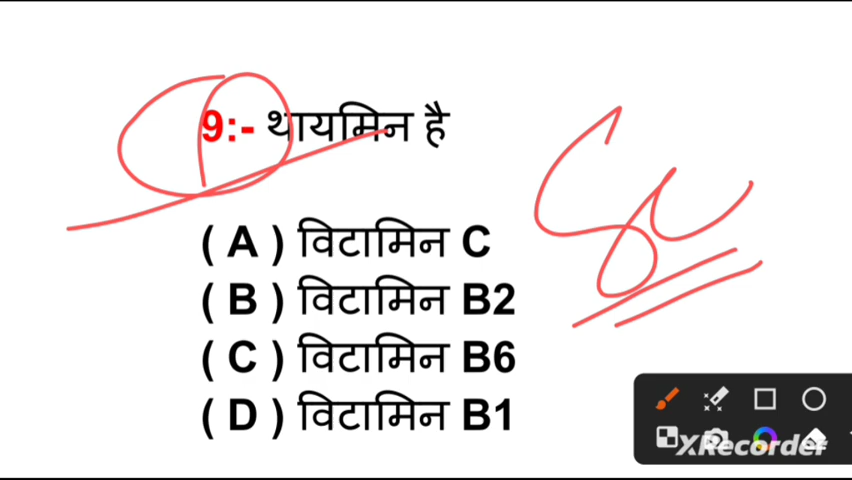 9:- थायमिन है
( A ) विटामिन C
( B ) विटामिन B2
( C ) विटामिन B6
( D ) विटामिन B1
XRecorder